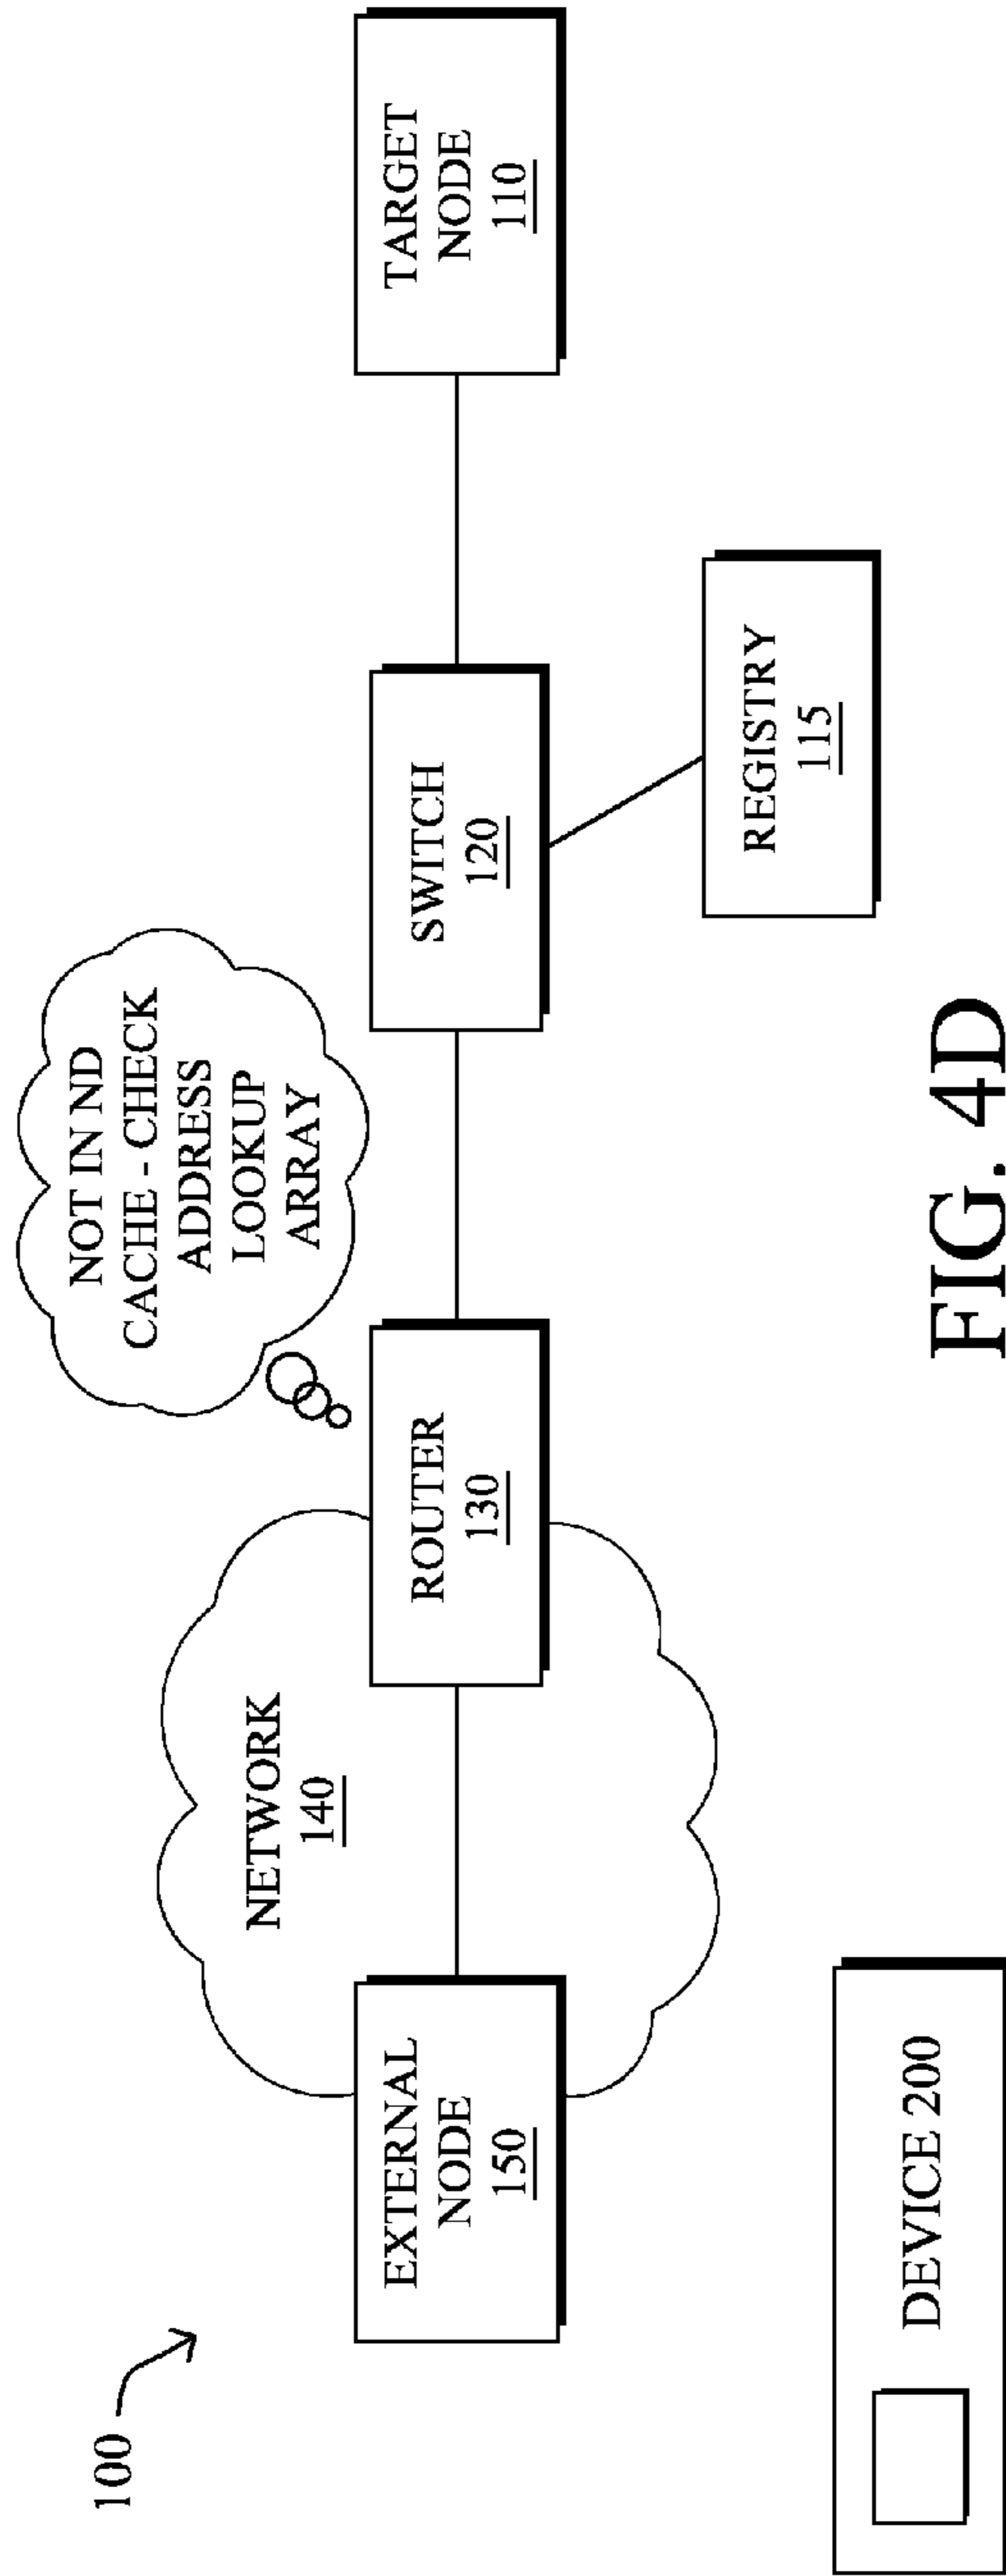 100
NOT IN ND
CACHE - CHECK
ADDRESS
LOOKUP
ARRAY
NETWORK
140
EXTERNAL
NODE
150
ROUTER
130
SWITCH
120
TARGET
NODE
110
REGISTRY
115
DEVICE 200
FIG. 4D